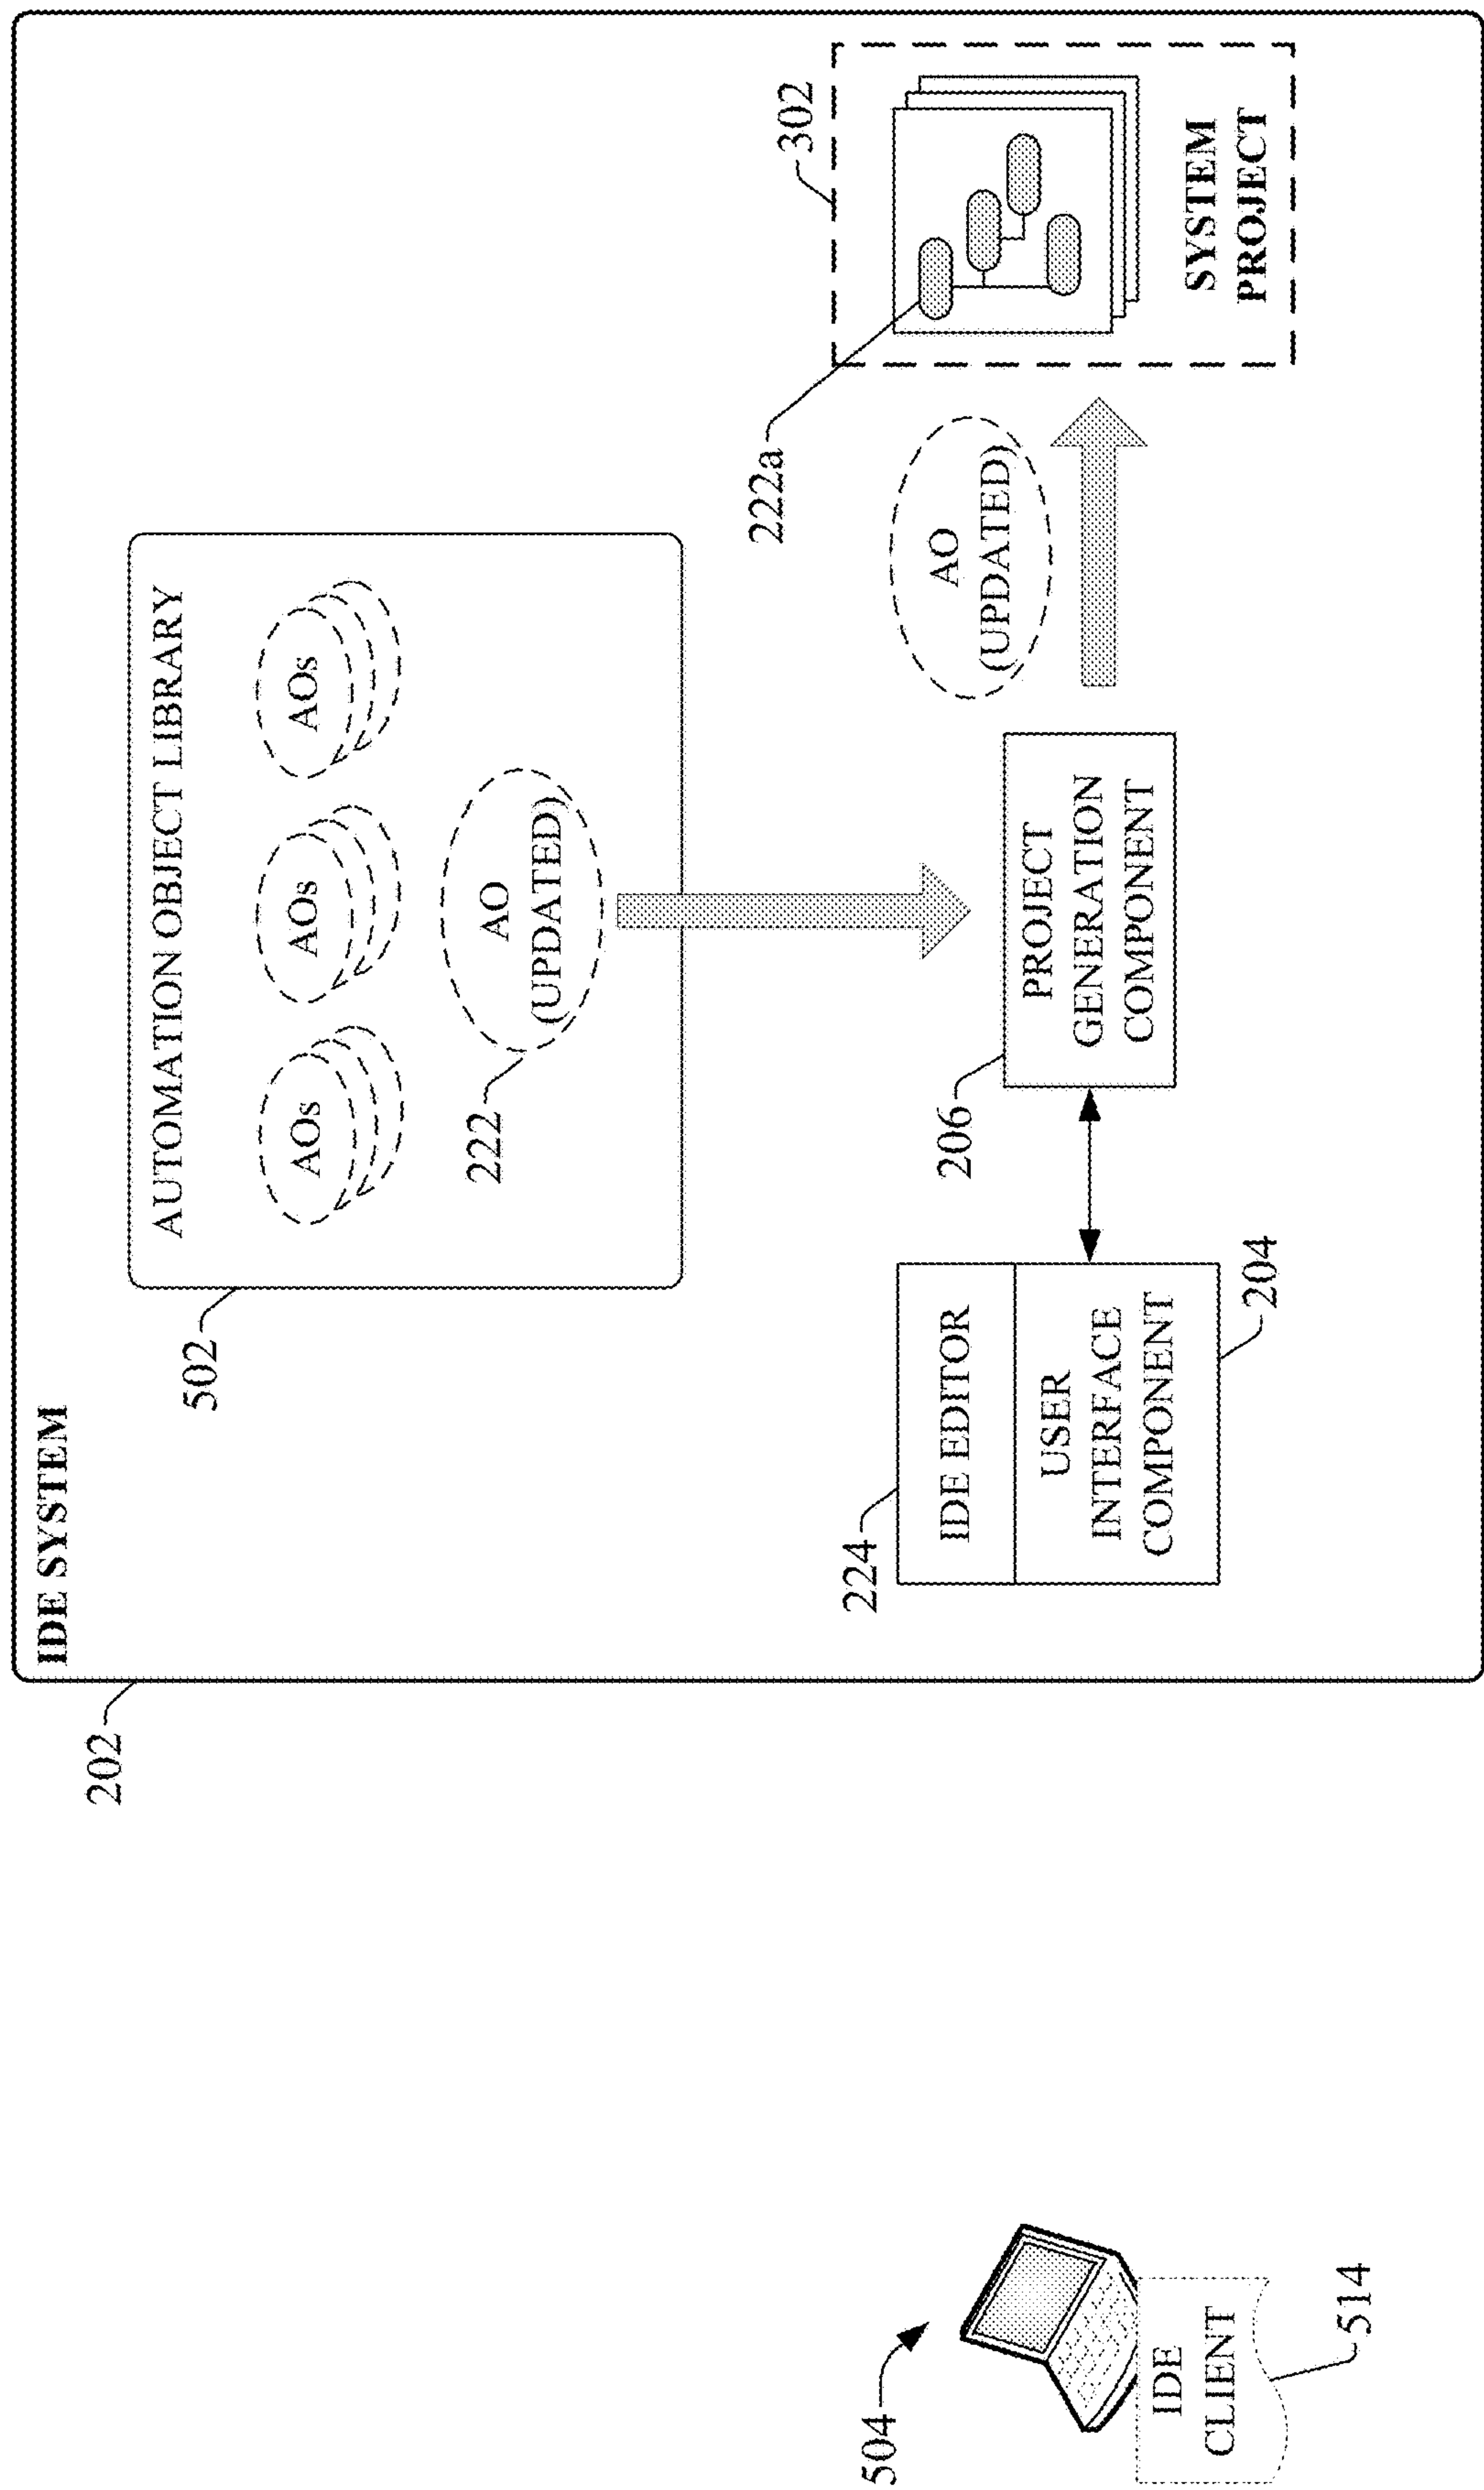 IDE SYSTEM
202
AUTOMATION OBJECT LIBRARY
AOs
AOs
AOs
502
222
AO
(UPDATED)
224
IDE EDITOR
USER
INTERFACE
COMPONENT
204
206
PROJECT
GENERATION
COMPONENT
AO
(UPDATED)
222a
302
SYSTEM
PROJECT
504
IDE
CLIENT
514